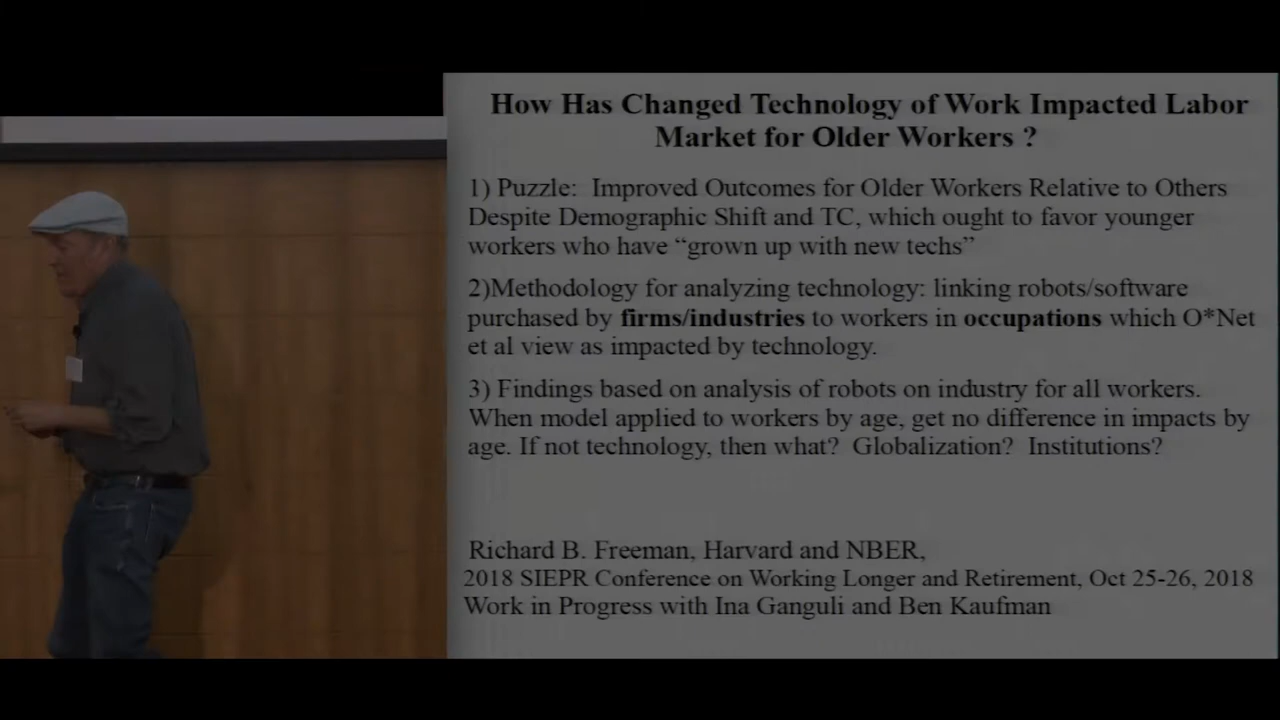 How Has Changed Technology of Work Impacted Labor
Market for Older Workers ?
1) Puzzle: Improved Outcomes for Older Workers Relative to Others
Despite Demographic Shift and TC, which ought to favor younger
workers who have “grown up with new techs”
2)Methodology for analyzing technology: linking robots/software
purchased by firms/industries to workers in occupations which O*Net
et al view as impacted by technology.
3) Findings based on analysis of robots on industry for all workers.
When model applied to workers by age, get no difference in impacts by
age. If not technology, then what? Globalization? Institutions?
Richard B. Freeman, Harvard and NBER,
2018 SIEPR Conference on Working Longer and Retirement, Oct 25-26, 2018
Work in Progress with Ina Ganguli and Ben Kaufman